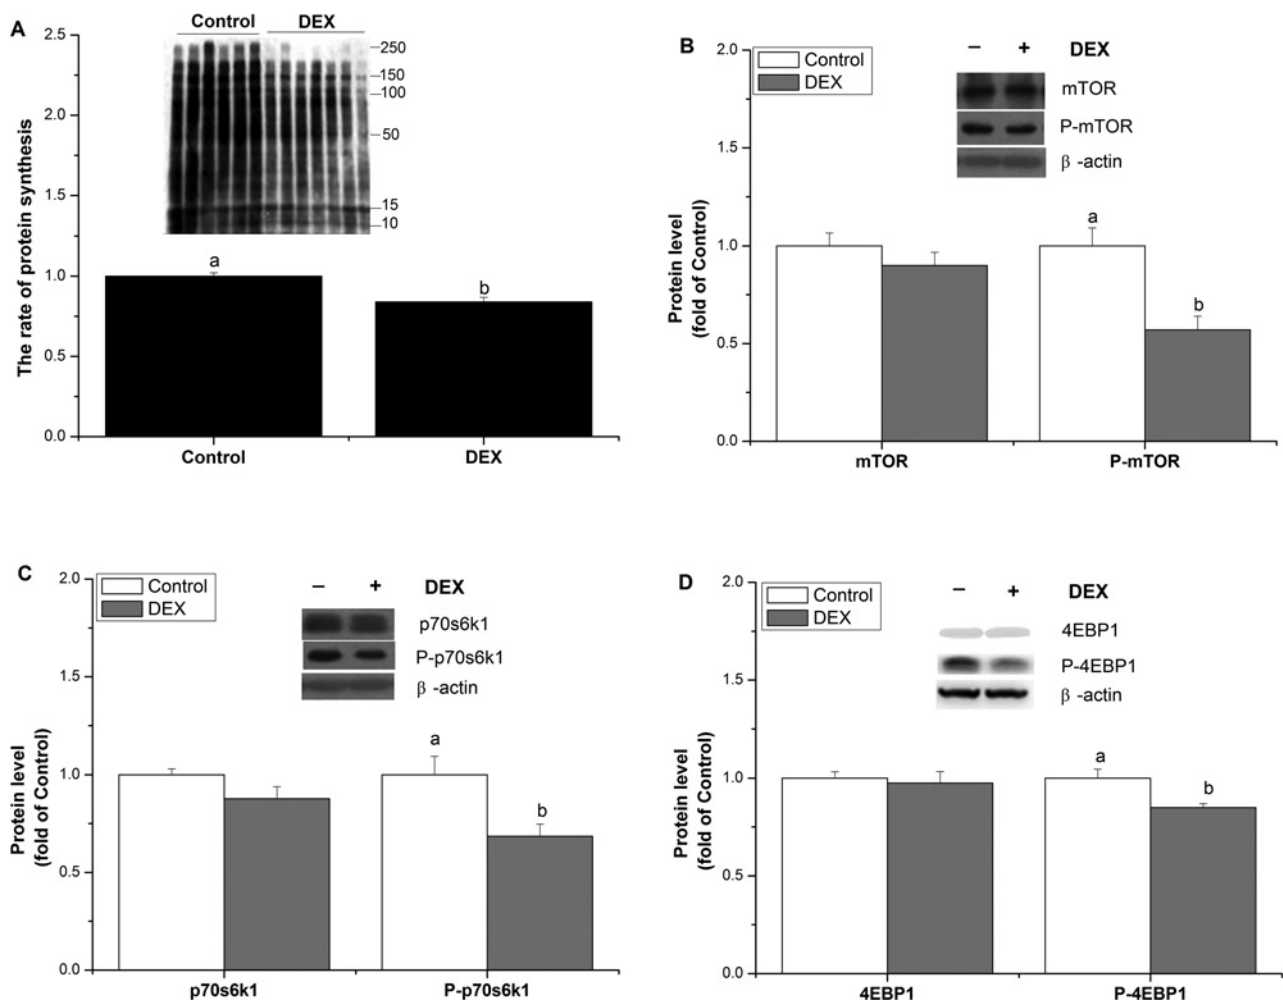 A
Control DEX
2.5
2.0
1.5
1.0
0.5
0.0
The rate of protein synthesis
250
150
100
50
15
10
a
b
Control DEX
B
2.0
1.5
1.0
0.5
0.0
Protein level
(fold of Control)
Control
DEX
− + DEX
mTOR
P-mTOR
β -actin
a
b
mTOR P-mTOR
C
2.0
1.5
1.0
0.5
0.0
Protein level
(fold of Control)
Control
DEX
− + DEX
p70s6k1
P-p70s6k1
β -actin
a
b
p70s6k1 P-p70s6k1
D
2.0
1.5
1.0
0.5
0.0
Protein level
(fold of Control)
Control
DEX
− + DEX
4EBP1
P-4EBP1
β -actin
a
b
4EBP1 P-4EBP1